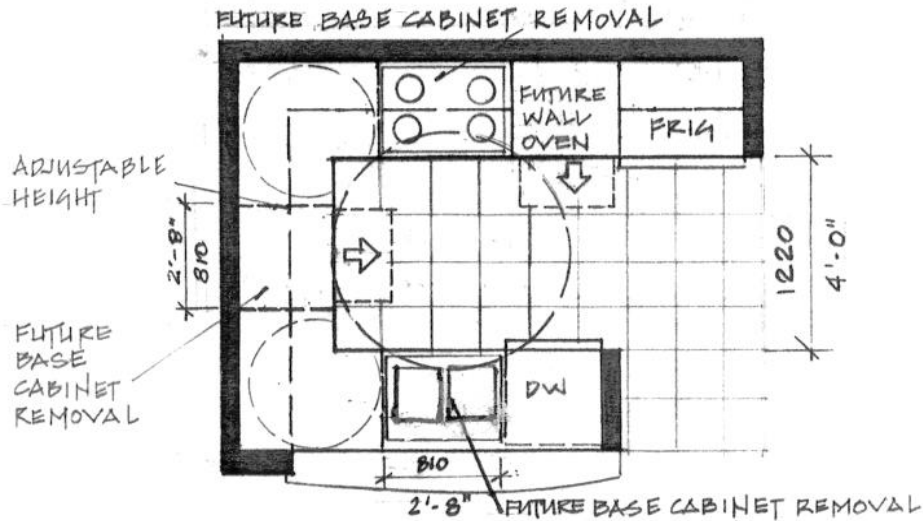 FUTURE BASE CABINET REMOVAL
FUTURE
WALL
OVEN
FRIG
ADJUSTABLE
HEIGHT
2'-8"
810
1220
4'-0"
FUTURE
BASE
CABINET
REMOVAL
DW
810
2'-8"
FUTURE BASE CABINET REMOVAL